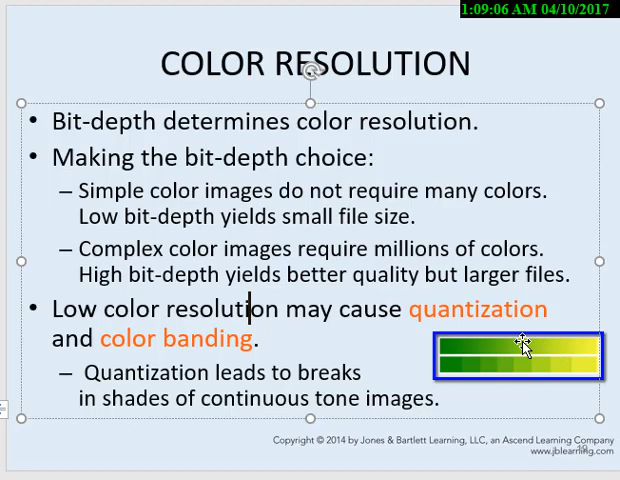 1:09:06 AM 04/10/2017
COLOR RESOLUTION
• Bit-depth determines color resolution.
• Making the bit-depth choice:
– Simple color images do not require many colors.
Low bit-depth yields small file size.
– Complex color images require millions of colors.
High bit-depth yields better quality but larger files.
• Low color resolution may cause quantization
and color banding.
– Quantization leads to breaks
in shades of continuous tone images.
Copyright © 2014 by Jones & Bartlett Learning, LLC, an Ascend Learning Company
www.jblearning.com